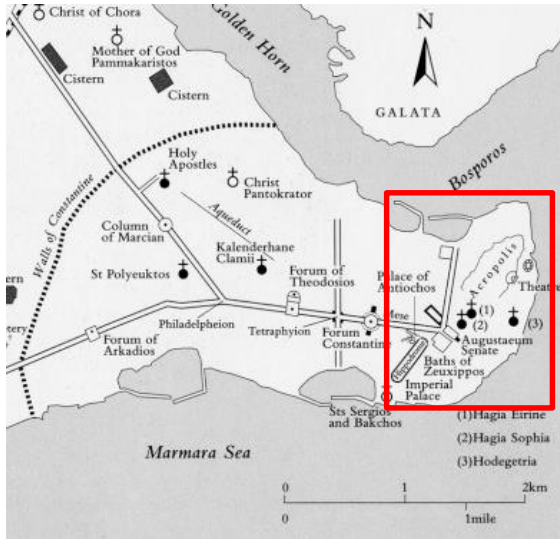 Christ of Chora
Mother of God
Pammakaristos
Cistern
Cistern
Golden Horn
N
GALATA
Bosporos
Walls of Constantine
Holy
Apostles
Christ
Pantokrator
Aqueduct
Column
of Marcian
Kalenderhane
Clamii
St Polyeuktos
Forum of
Theodosios
Palace of
Antiochos
Acropolis
Theatre
(1)
(2)
(3)
Philadelpheion
Tetraphyion
Forum
Constantine
Mese
Augustaeum
Senate
Forum of
Arkadios
Hippodrome
Baths of
Zeuxippos
Imperial
Palace
Sts Sergios
and Bakchos
Marmara Sea
(1)Hagia Eirine
(2)Hagia Sophia
(3)Hodegetria
0 1 2km
0 1mile